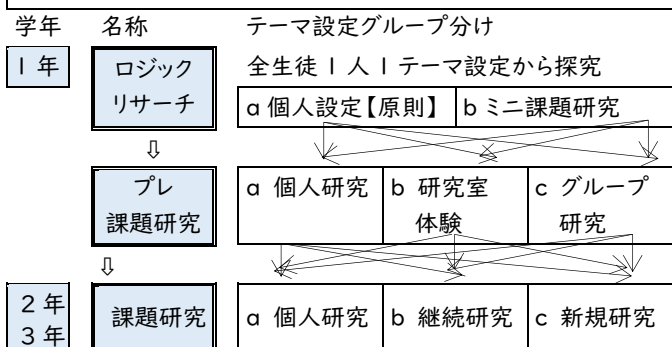 学年 名称 テーマ設定グループ分け
1年 ロジック 全生徒1人1テーマ設定から探究
リサーチ a個人設定【原則】 bミニ課題研究
⇩
プレ a 個人研究 b 研究室 c グループ
課題研究 体験 研究
⇩
2年 課題研究 a 個人研究 b 継続研究 c 新規研究
3年